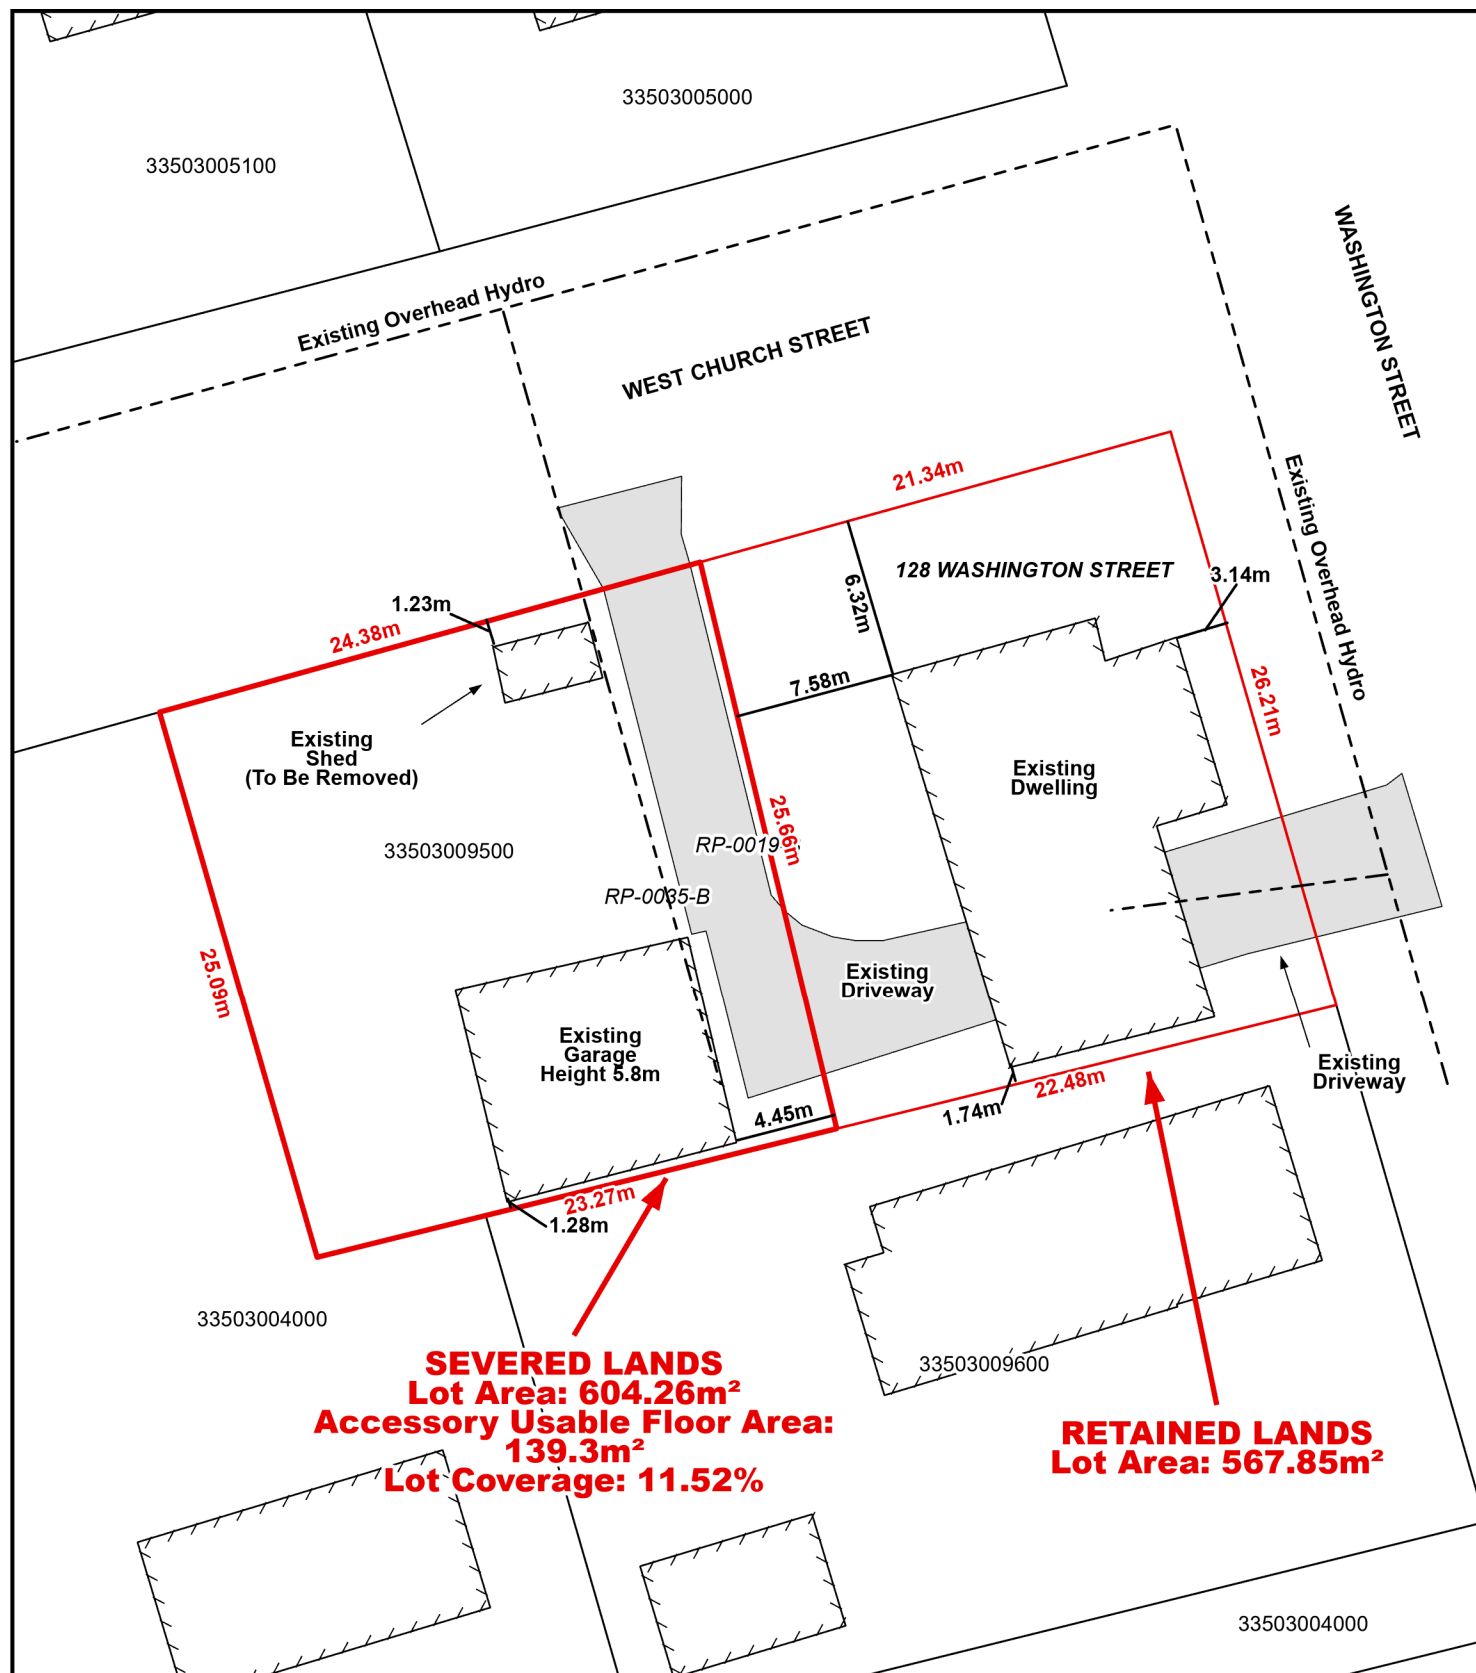 33503005000
33503005100
WASHINGTON STREET
Existing Overhead Hydro
WEST CHURCH STREET
21.34m
Existing Overhead Hydro
128 WASHINGTON STREET
3.14m
6.32m
1.23m
24.38m
7.58m
26.21m
Existing
Shed
(To Be Removed)
Existing
Dwelling
25.66m
33503009500
RP-0019
RP-0035-B
25.09m
Existing
Driveway
Existing
Garage
Height 5.8m
Existing
Driveway
22.48m
4.45m
1.74m
23.27m
1.28m
33503004000
SEVERED LANDS
Lot Area: 604.26m²
Accessory Usable Floor Area:
139.3m²
Lot Coverage: 11.52%
33503009600
RETAINED LANDS
Lot Area: 567.85m²
33503004000